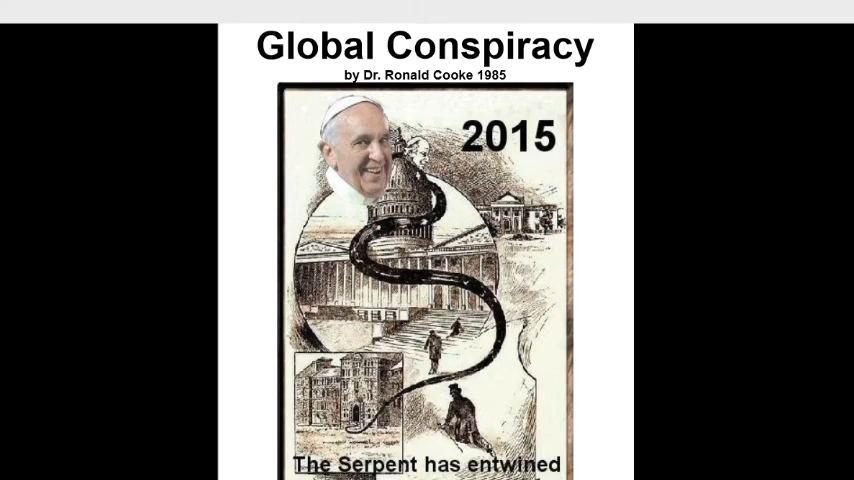 Global Conspiracy
by Dr. Ronald Cooke 1985
2015
The Serpent has entwined